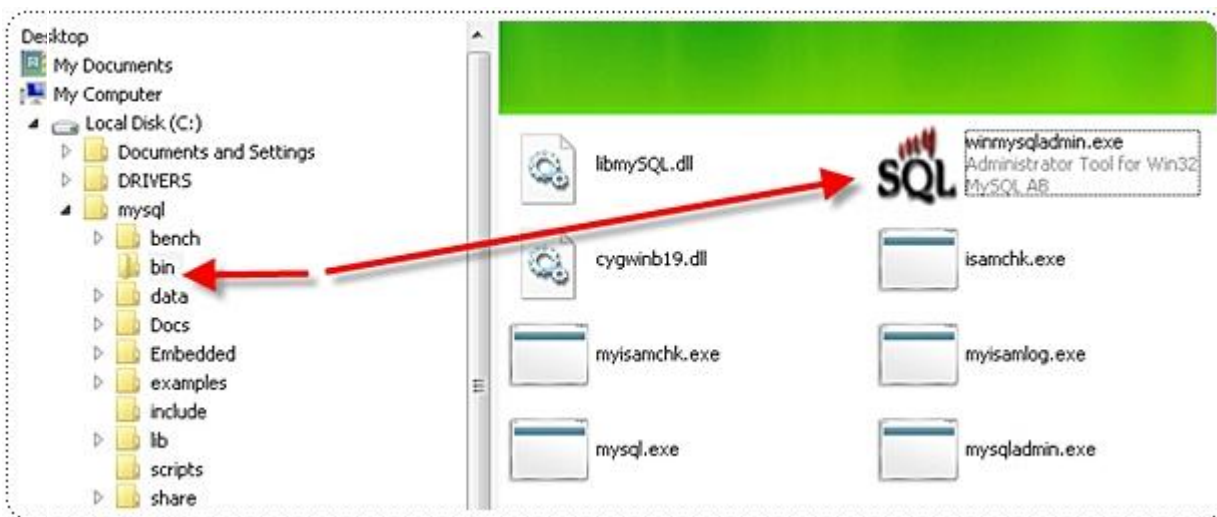 Desktop
My Documents
My Computer
Local Disk (C:)
Documents and Settings
DRIVERS
mysql
bench
bin
data
Docs
Embedded
examples
include
lib
scripts
share
libmySQL.dll
my
SQL
winmysqladmin.exe
Administrator Tool for Win32
MySQL AB
cygwinb19.dll
isamchk.exe
myisamchk.exe
myisamlog.exe
mysql.exe
mysqladmin.exe